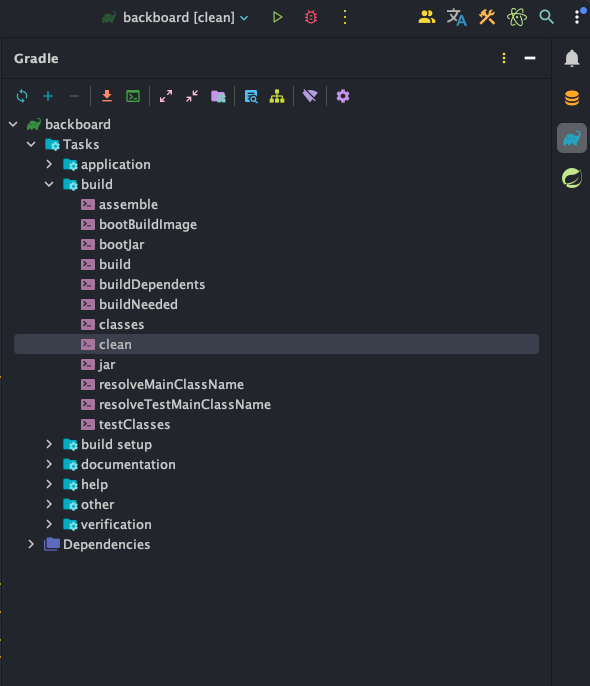 backboard [clean]
Gradle
backboard
Tasks
application
build
assemble
bootBuildImage
bootJar
build
buildDependents
buildNeeded
classes
clean
jar
resolveMainClassName
resolveTestMainClassName
testClasses
build setup
documentation
help
other
verification
Dependencies